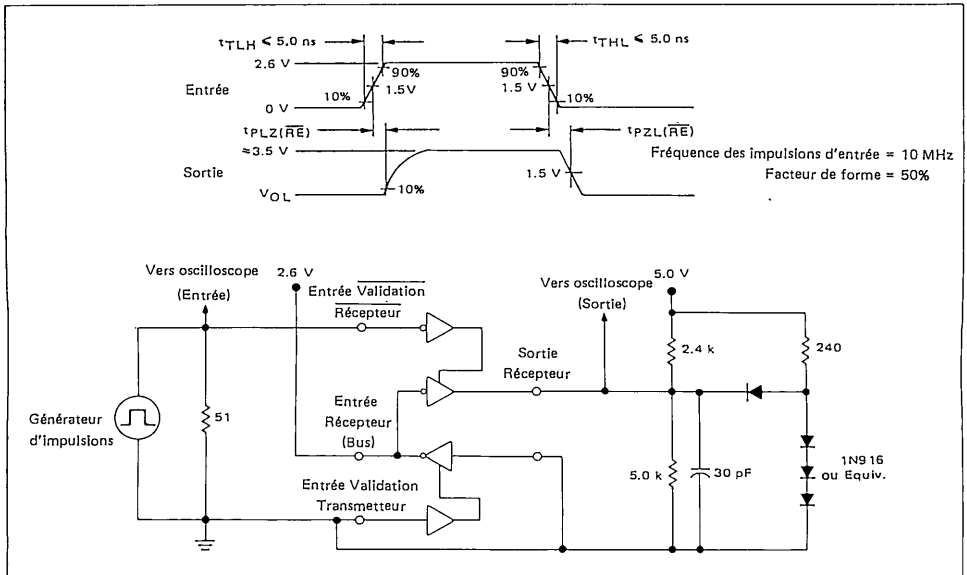 tTLH ≤ 5.0 ns
tTHL ≤ 5.0 ns
2.6 V
90%
90%
Entrée
1.5V
1.5 V
10%
10%
0 V
tPLZ(R̅E̅)
tPZL(R̅E̅)
≈3.5 V
Fréquence des impulsions d'entrée = 10 MHz
Sortie
1.5 V
Facteur de forme = 50%
10%
VOL
Vers oscilloscope
(Entrée)
2.6 V
Entrée Validation
Récepteur
Vers oscilloscope
(Sortie)
5.0 V
2.4 k
240
Sortie
Récepteur
Générateur
d'impulsions
51
Entrée
Récepteur
(Bus)
5.0 k
30 pF
1N916
ou Equiv.
Entrée Validation
Transmetteur